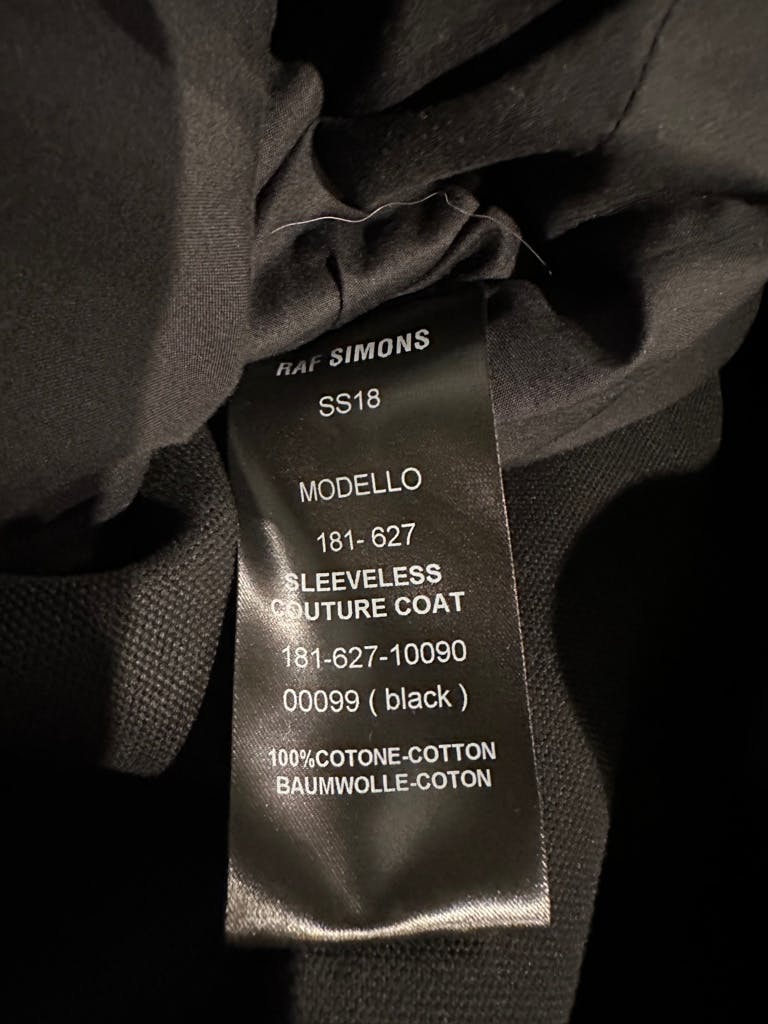 RAF SIMONS
SS18
MODELLO
181- 627
SLEEVELESS
COUTURE COAT
181-627-10090
00099 ( black )
100%COTONE-COTTON
BAUMWOLLE-COTON